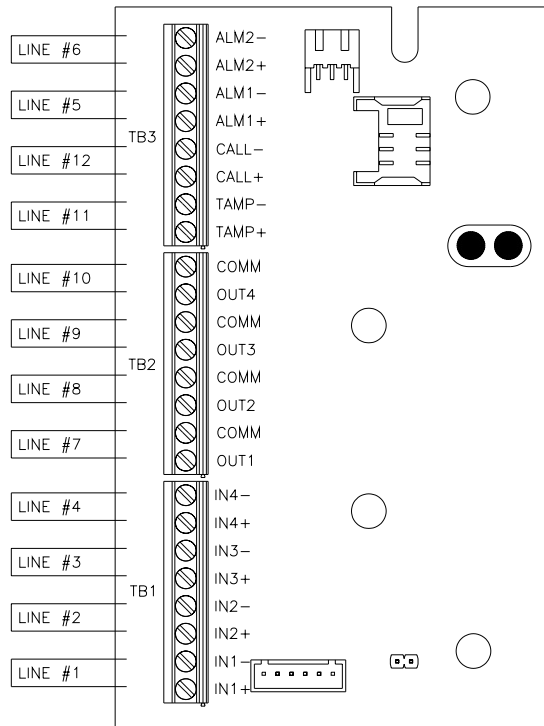 LINE #6
LINE #5
LINE #12
LINE #11
TB3
ALM2-
ALM2+
ALM1-
ALM1+
CALL-
CALL+
TAMP-
TAMP+
LINE #10
LINE #9
LINE #8
LINE #7
TB2
COMM
OUT4
COMM
OUT3
COMM
OUT2
COMM
OUT1
LINE #4
LINE #3
LINE #2
LINE #1
TB1
IN4-
IN4+
IN3-
IN3+
IN2-
IN2+
IN1-
IN1+